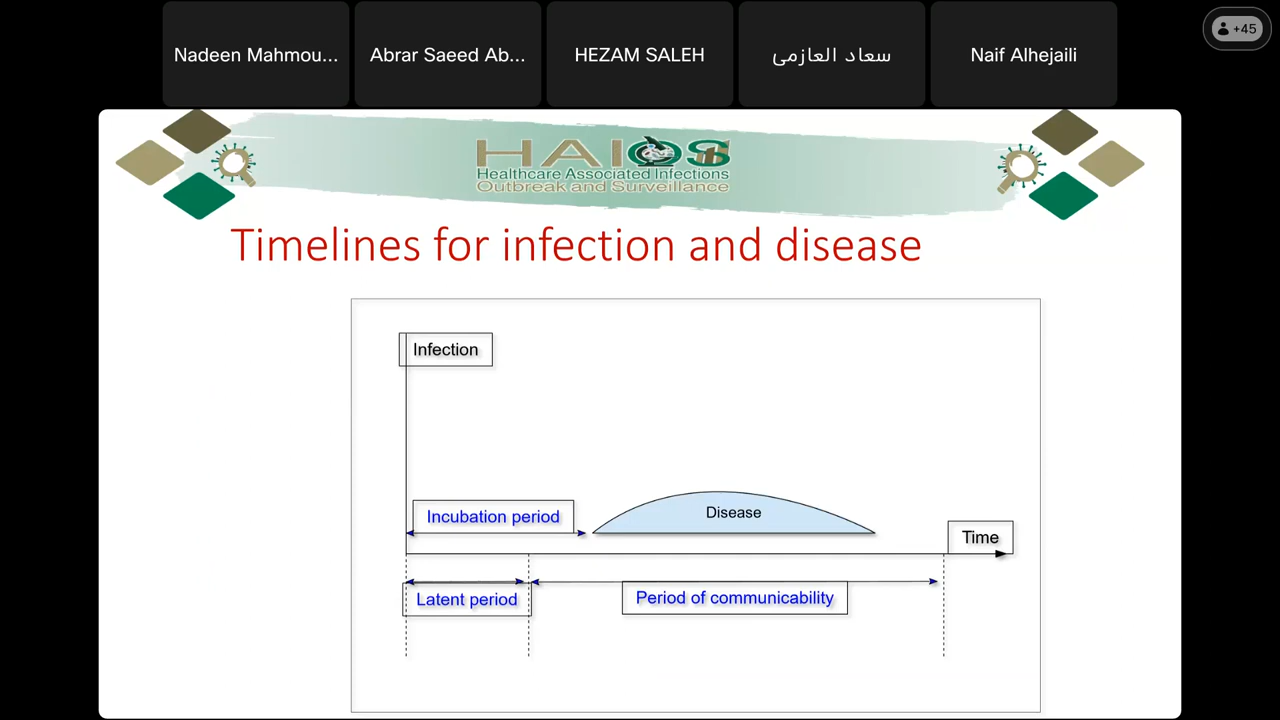 Nadeen Mahmou...
Abrar Saeed Ab...
HEZAM SALEH
سعاد العازمى
Naif Alhejaili
+45
HAIOS
Healthcare Associated Infections
Outbreak and Surveillance
Timelines for infection and disease
Infection
Incubation period
Disease
Time
Latent period
Period of communicability